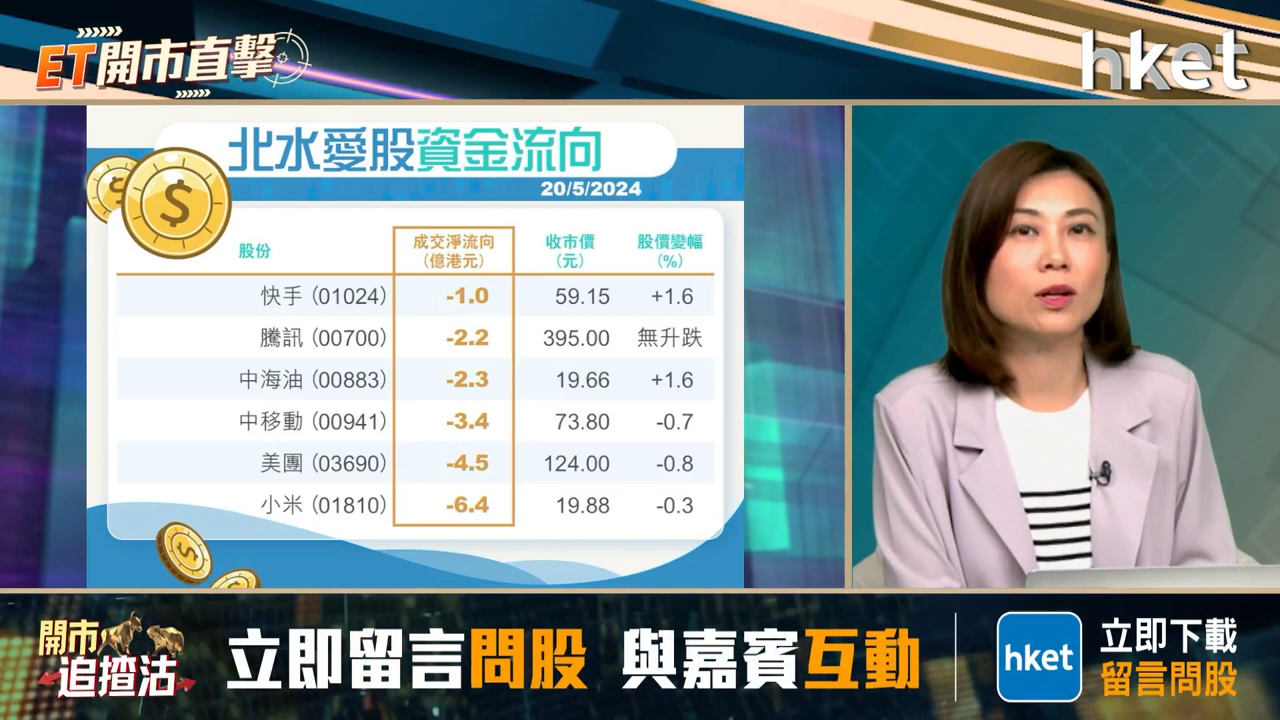 ET開市直擊
hket
北水愛股資金流向
20/5/2024
股份 成交淨流向 (億港元) 收市價 (元) 股價變幅 (%)
快手 (01024) -1.0 59.15 +1.6
騰訊 (00700) -2.2 395.00 無升跌
中海油 (00883) -2.3 19.66 +1.6
中移動 (00941) -3.4 73.80 -0.7
美團 (03690) -4.5 124.00 -0.8
小米 (01810) -6.4 19.88 -0.3
開市
追揸沽
立即留言問股 與嘉賓互動
hket
立即下載
留言問股